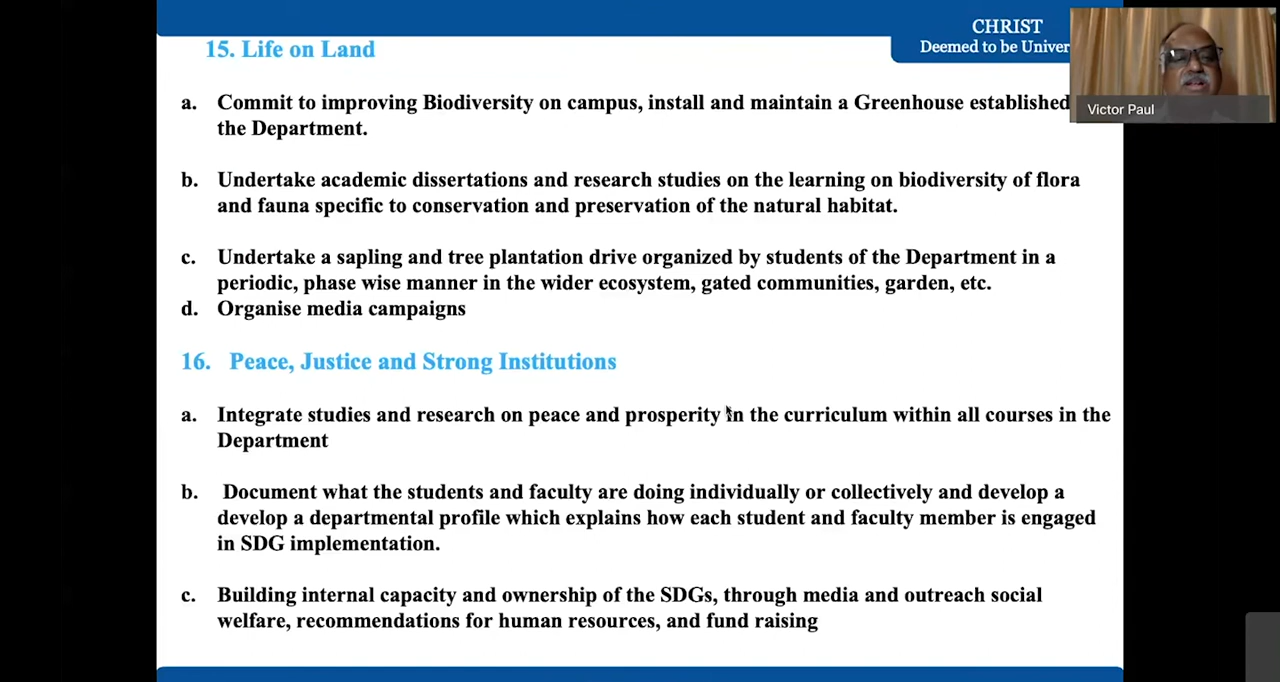 CHRIST
Deemed to be Univer
15. Life on Land
Victor Paul
a. Commit to improving Biodiversity on campus, install and maintain a Greenhouse established
the Department.
b. Undertake academic dissertations and research studies on the learning on biodiversity of flora
and fauna specific to conservation and preservation of the natural habitat.
c. Undertake a sapling and tree plantation drive organized by students of the Department in a
periodic, phase wise manner in the wider ecosystem, gated communities, garden, etc.
d. Organise media campaigns
16. Peace, Justice and Strong Institutions
a. Integrate studies and research on peace and prosperity in the curriculum within all courses in the
Department
b. Document what the students and faculty are doing individually or collectively and develop a
develop a departmental profile which explains how each student and faculty member is engaged
in SDG implementation.
c. Building internal capacity and ownership of the SDGs, through media and outreach social
welfare, recommendations for human resources, and fund raising